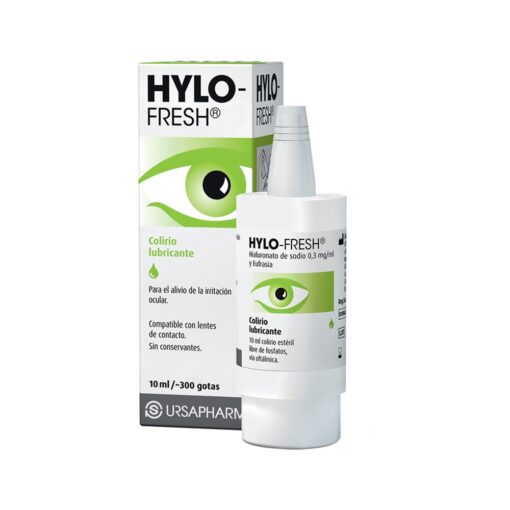 HYLO-
FRESH®
Colirio
lubricante
Para el alivio de la irritación
ocular.
Compatible con lentes
de contacto.
Sin conservantes.
10 ml / ~300 gotas
URSAPHARM
HYLO-FRESH®
Hialuronato de sodio 0,3 mg/ml
y Eufrasia
Colirio
lubricante
10 ml colirio estéril
libre de fosfatos,
vía oftálmica.